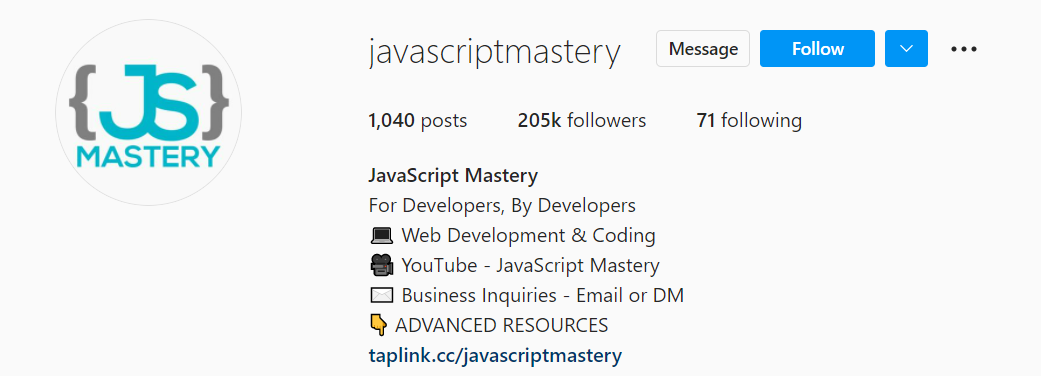 {JS}
MASTERY
javascriptmastery Message Follow
1,040 posts 205k followers 71 following
JavaScript Mastery
For Developers, By Developers
💻 Web Development & Coding
🎥 YouTube - JavaScript Mastery
✉️ Business Inquiries - Email or DM
👇 ADVANCED RESOURCES
taplink.cc/javascriptmastery